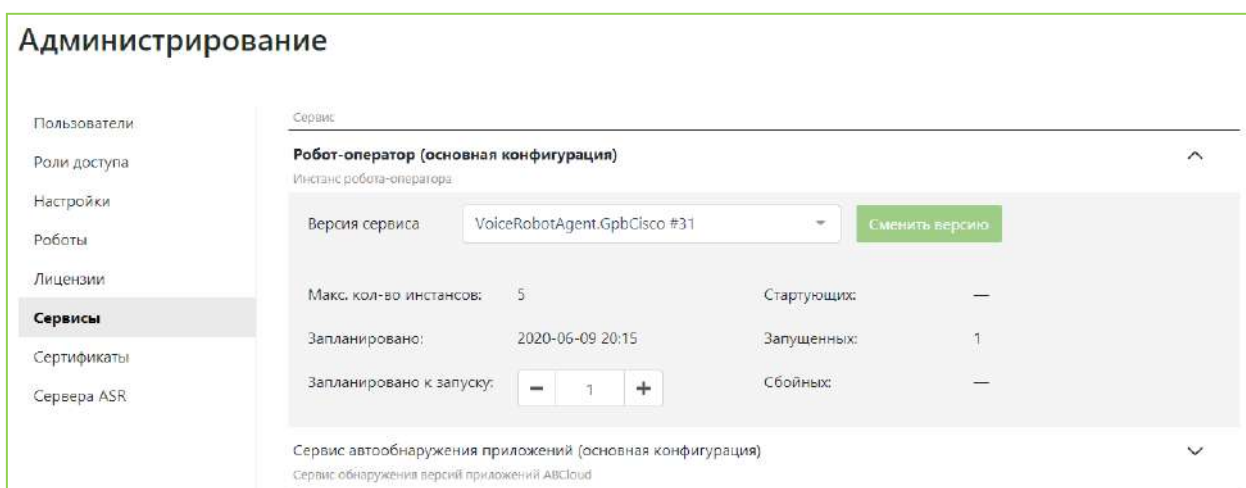 Администрирование
Пользователи
Роли доступа
Настройки
Роботы
Лицензии
Сервисы
Сертификаты
Сервера ASR
Сервис
Робот-оператор (основная конфигурация)
Инстанс робота-оператора
Версия сервиса VoiceRobotAgent.GpbCisco #31 Сменить версию
Макс. кол-во инстансов: 5 Стартующих: —
Запланировано: 2020-06-09 20:15 Запущенных: 1
Запланировано к запуску: − 1 + Сбойных: —
Сервис автообнаружения приложений (основная конфигурация)
Сервис обнаружения версий приложений ABCloud